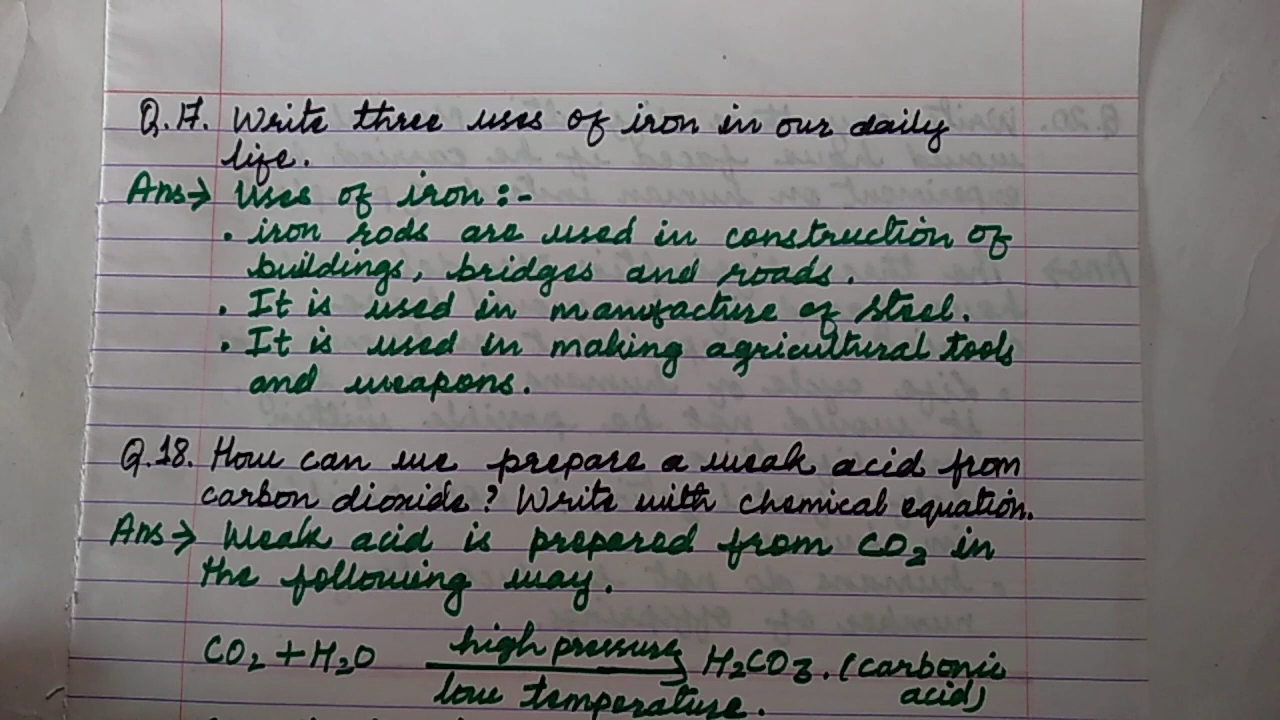 Q.17. Write three uses of iron in our daily
life.
Ans→ Uses of iron :-
• iron rods are used in construction of
buildings, bridges and roads.
• It is used in manufacture of steel.
• It is used in making agricultural tools
and weapons.
Q.18. How can we prepare a weak acid from
carbon dioxide? Write with chemical equation.
Ans→ Weak acid is prepared from CO₂ in
the following way.
high pressure
CO₂ + H₂O → H₂CO₃. (carbonic
low temperature. acid)